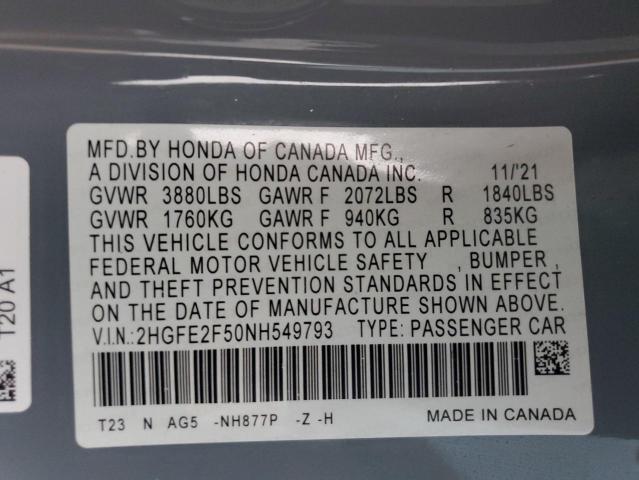 MFD.BY HONDA OF CANADA MFG.,
A DIVISION OF HONDA CANADA INC. 11/'21
GVWR 3880LBS GAWR F 2072LBS R 1840LBS
GVWR 1760KG GAWR F 940KG R 835KG
THIS VEHICLE CONFORMS TO ALL APPLICABLE
FEDERAL MOTOR VEHICLE SAFETY , BUMPER ,
AND THEFT PREVENTION STANDARDS IN EFFECT
ON THE DATE OF MANUFACTURE SHOWN ABOVE.
V.I.N.: 2HGFE2F50NH549793 TYPE: PASSENGER CAR
T23 N AG5 -NH877P -Z -H MADE IN CANADA
T20 A1